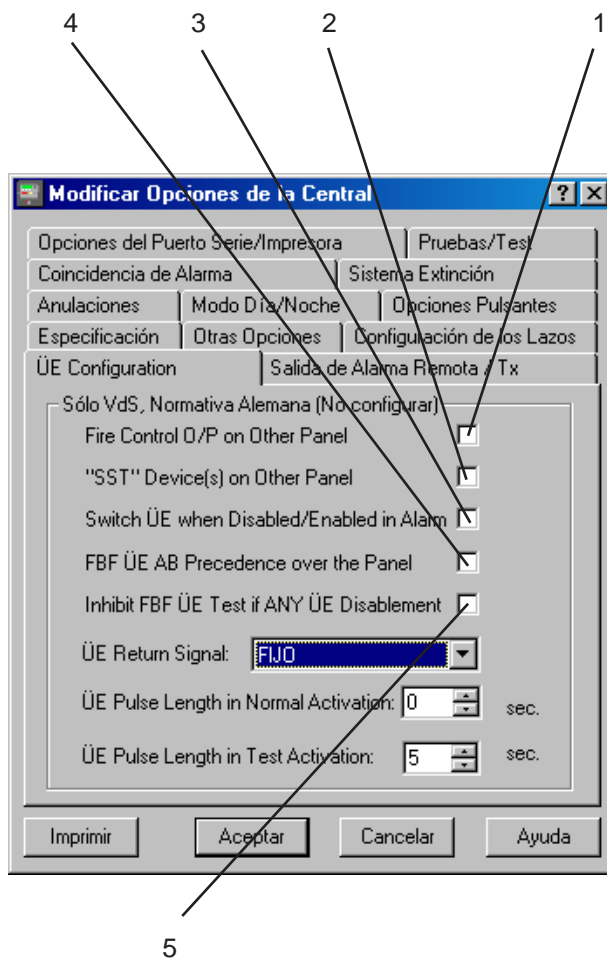 4 3 2 1
Modificar Opciones de la Central
Opciones del Puerto Serie/Impresora Pruebas/Test
Coincidencia de Alarma Sistema Extinción
Anulaciones Modo Día/Noche Opciones Pulsantes
Especificación Otras Opciones Configuración de los Lazos
ÜE Configuration Salida de Alarma Remota / Tx
Sólo VdS, Normativa Alemana (No configurar)
Fire Control O/P on Other Panel
"SST" Device(s) on Other Panel
Switch ÜE when Disabled/Enabled in Alarm
FBF ÜE AB Precedence over the Panel
Inhibit FBF ÜE Test if ANY ÜE Disablement
ÜE Return Signal: FIJO
ÜE Pulse Length in Normal Activation: 0 sec.
ÜE Pulse Length in Test Activation: 5 sec.
Imprimir Aceptar Cancelar Ayuda
5